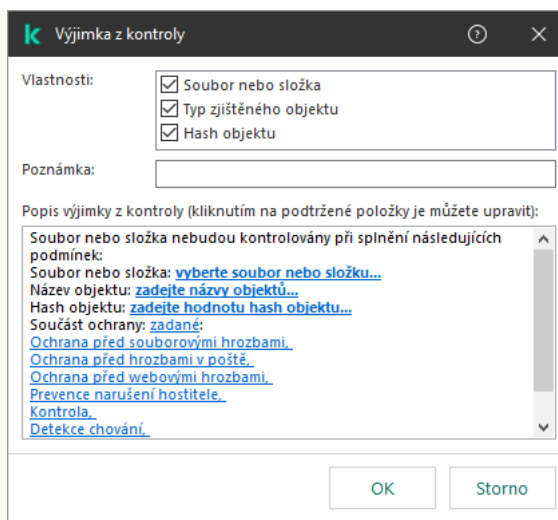 Výjimka z kontroly
Vlastnosti:
Soubor nebo složka
Typ zjištěného objektu
Hash objektu
Poznámka:
Popis výjimky z kontroly (kliknutím na podtržené položky je můžete upravit):
Soubor nebo složka nebudou kontrolovány při splnění následujících
podmínek:
Soubor nebo složka: vyberte soubor nebo složku...
Název objektu: zadejte názvy objektů...
Hash objektu: zadejte hodnotu hash objektu...
Součást ochrany: zadané:
Ochrana před souborovými hrozbami,
Ochrana před hrozbami v poště,
Ochrana před webovými hrozbami,
Prevence narušení hostitele,
Kontrola,
Detekce chování,
OK
Storno